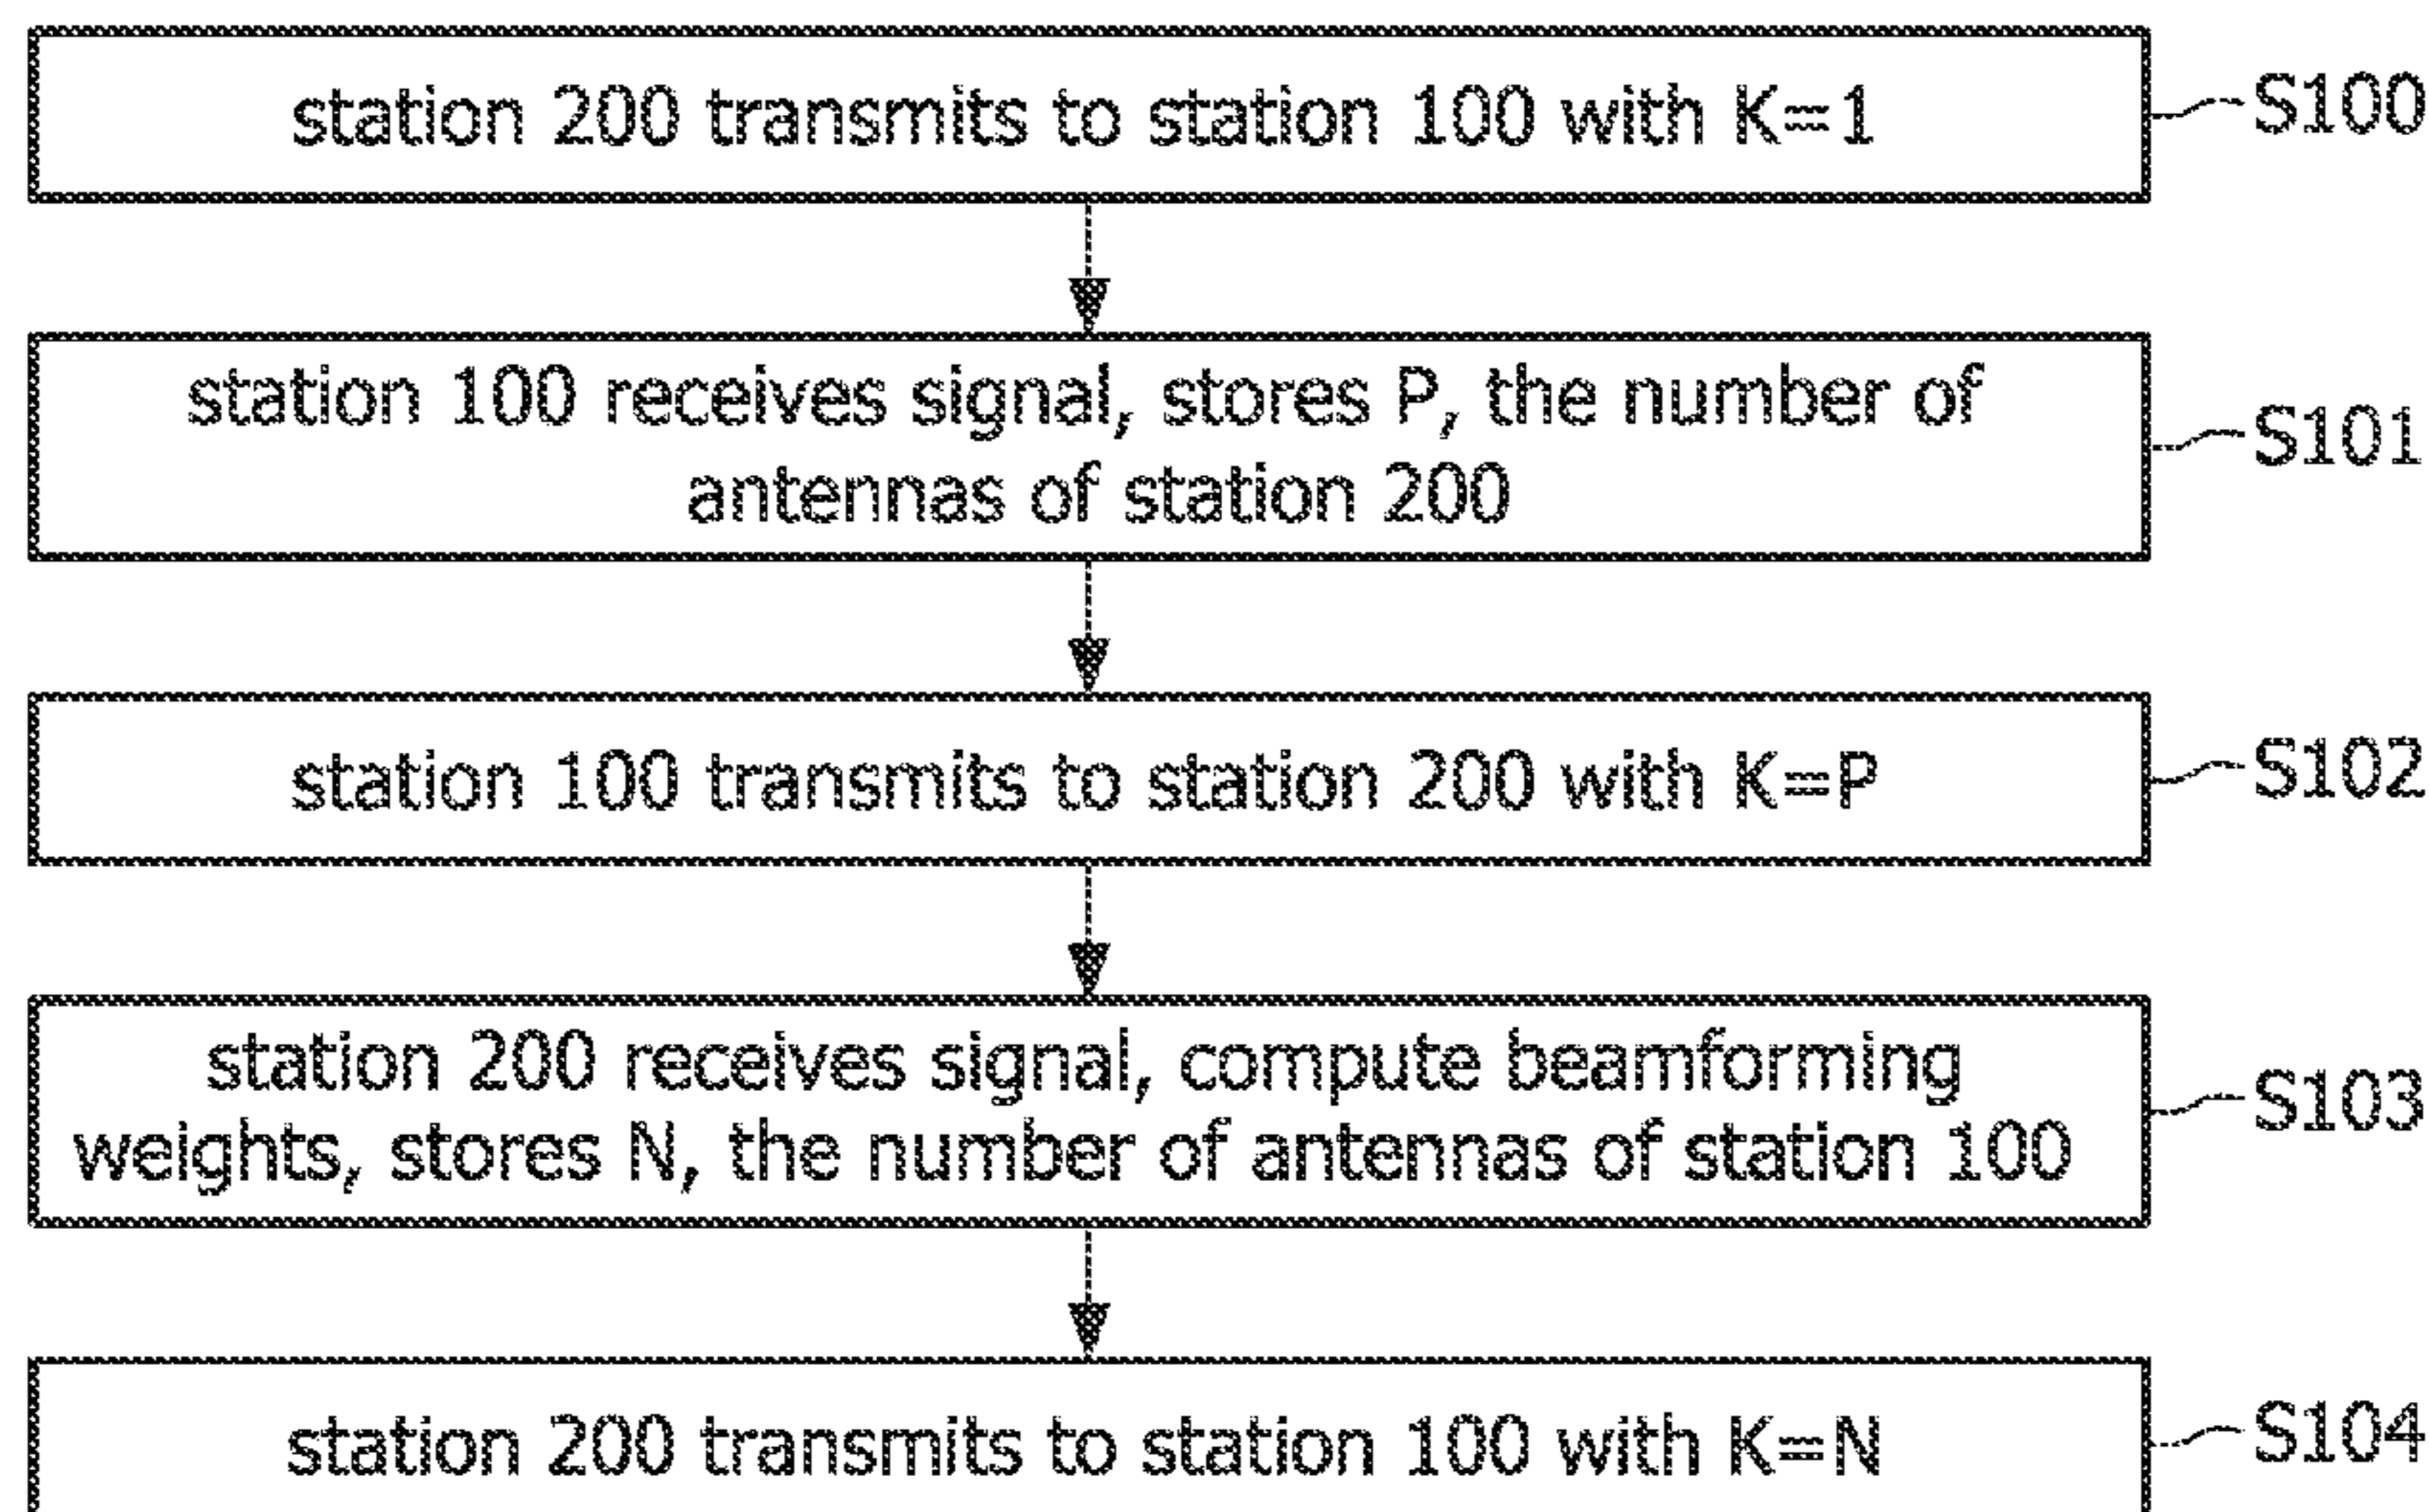 station 200 transmits to station 100 with K=1
S100
station 100 receives signal, stores P, the number of
antennas of station 200
S101
station 100 transmits to station 200 with K=P
S102
station 200 receives signal, compute beamforming
weights, stores N, the number of antennas of station 100
S103
station 200 transmits to station 100 with K=N
S104